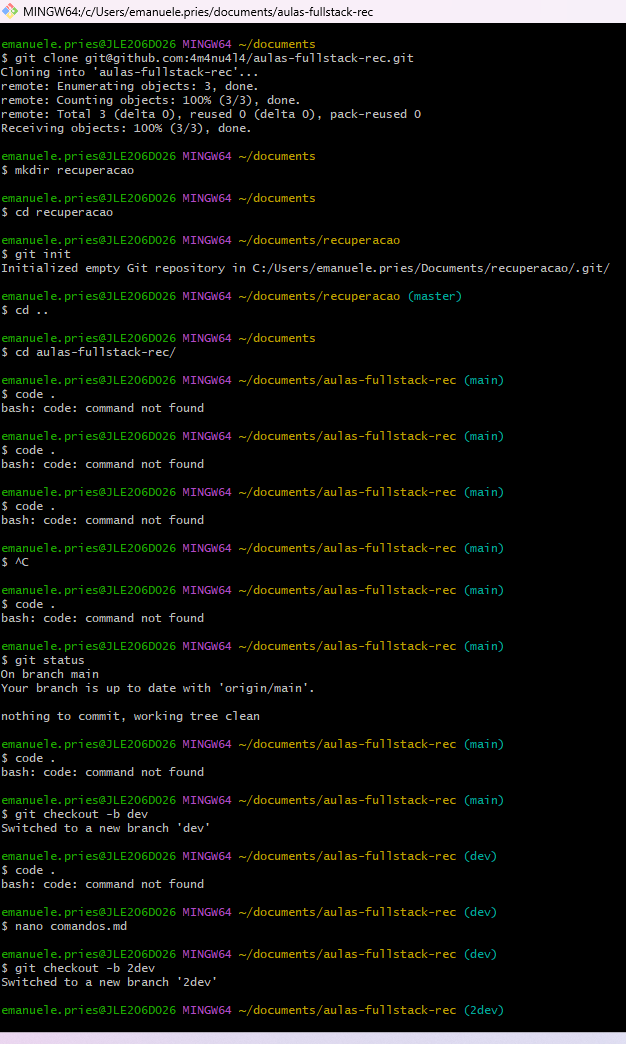 MINGW64:/c/Users/emanuele.pries/documents/aulas-fullstack-rec
emanuele.pries@JLE206D026 MINGW64 ~/documents
$ git clone git@github.com:4m4nu4l4/aulas-fullstack-rec.git
Cloning into 'aulas-fullstack-rec'...
remote: Enumerating objects: 3, done.
remote: Counting objects: 100% (3/3), done.
remote: Total 3 (delta 0), reused 0 (delta 0), pack-reused 0
Receiving objects: 100% (3/3), done.
emanuele.pries@JLE206D026 MINGW64 ~/documents
$ mkdir recuperacao
emanuele.pries@JLE206D026 MINGW64 ~/documents
$ cd recuperacao
emanuele.pries@JLE206D026 MINGW64 ~/documents/recuperacao
$ git init
Initialized empty Git repository in C:/Users/emanuele.pries/Documents/recuperacao/.git/
emanuele.pries@JLE206D026 MINGW64 ~/documents/recuperacao (master)
$ cd ..
emanuele.pries@JLE206D026 MINGW64 ~/documents
$ cd aulas-fullstack-rec/
emanuele.pries@JLE206D026 MINGW64 ~/documents/aulas-fullstack-rec (main)
$ code .
bash: code: command not found
emanuele.pries@JLE206D026 MINGW64 ~/documents/aulas-fullstack-rec (main)
$ code .
bash: code: command not found
emanuele.pries@JLE206D026 MINGW64 ~/documents/aulas-fullstack-rec (main)
$ code .
bash: code: command not found
emanuele.pries@JLE206D026 MINGW64 ~/documents/aulas-fullstack-rec (main)
$ ^C
emanuele.pries@JLE206D026 MINGW64 ~/documents/aulas-fullstack-rec (main)
$ code .
bash: code: command not found
emanuele.pries@JLE206D026 MINGW64 ~/documents/aulas-fullstack-rec (main)
$ git status
On branch main
Your branch is up to date with 'origin/main'.
nothing to commit, working tree clean
emanuele.pries@JLE206D026 MINGW64 ~/documents/aulas-fullstack-rec (main)
$ code .
bash: code: command not found
emanuele.pries@JLE206D026 MINGW64 ~/documents/aulas-fullstack-rec (main)
$ git checkout -b dev
Switched to a new branch 'dev'
emanuele.pries@JLE206D026 MINGW64 ~/documents/aulas-fullstack-rec (dev)
$ code .
bash: code: command not found
emanuele.pries@JLE206D026 MINGW64 ~/documents/aulas-fullstack-rec (dev)
$ nano comandos.md
emanuele.pries@JLE206D026 MINGW64 ~/documents/aulas-fullstack-rec (dev)
$ git checkout -b 2dev
Switched to a new branch '2dev'
emanuele.pries@JLE206D026 MINGW64 ~/documents/aulas-fullstack-rec (2dev)